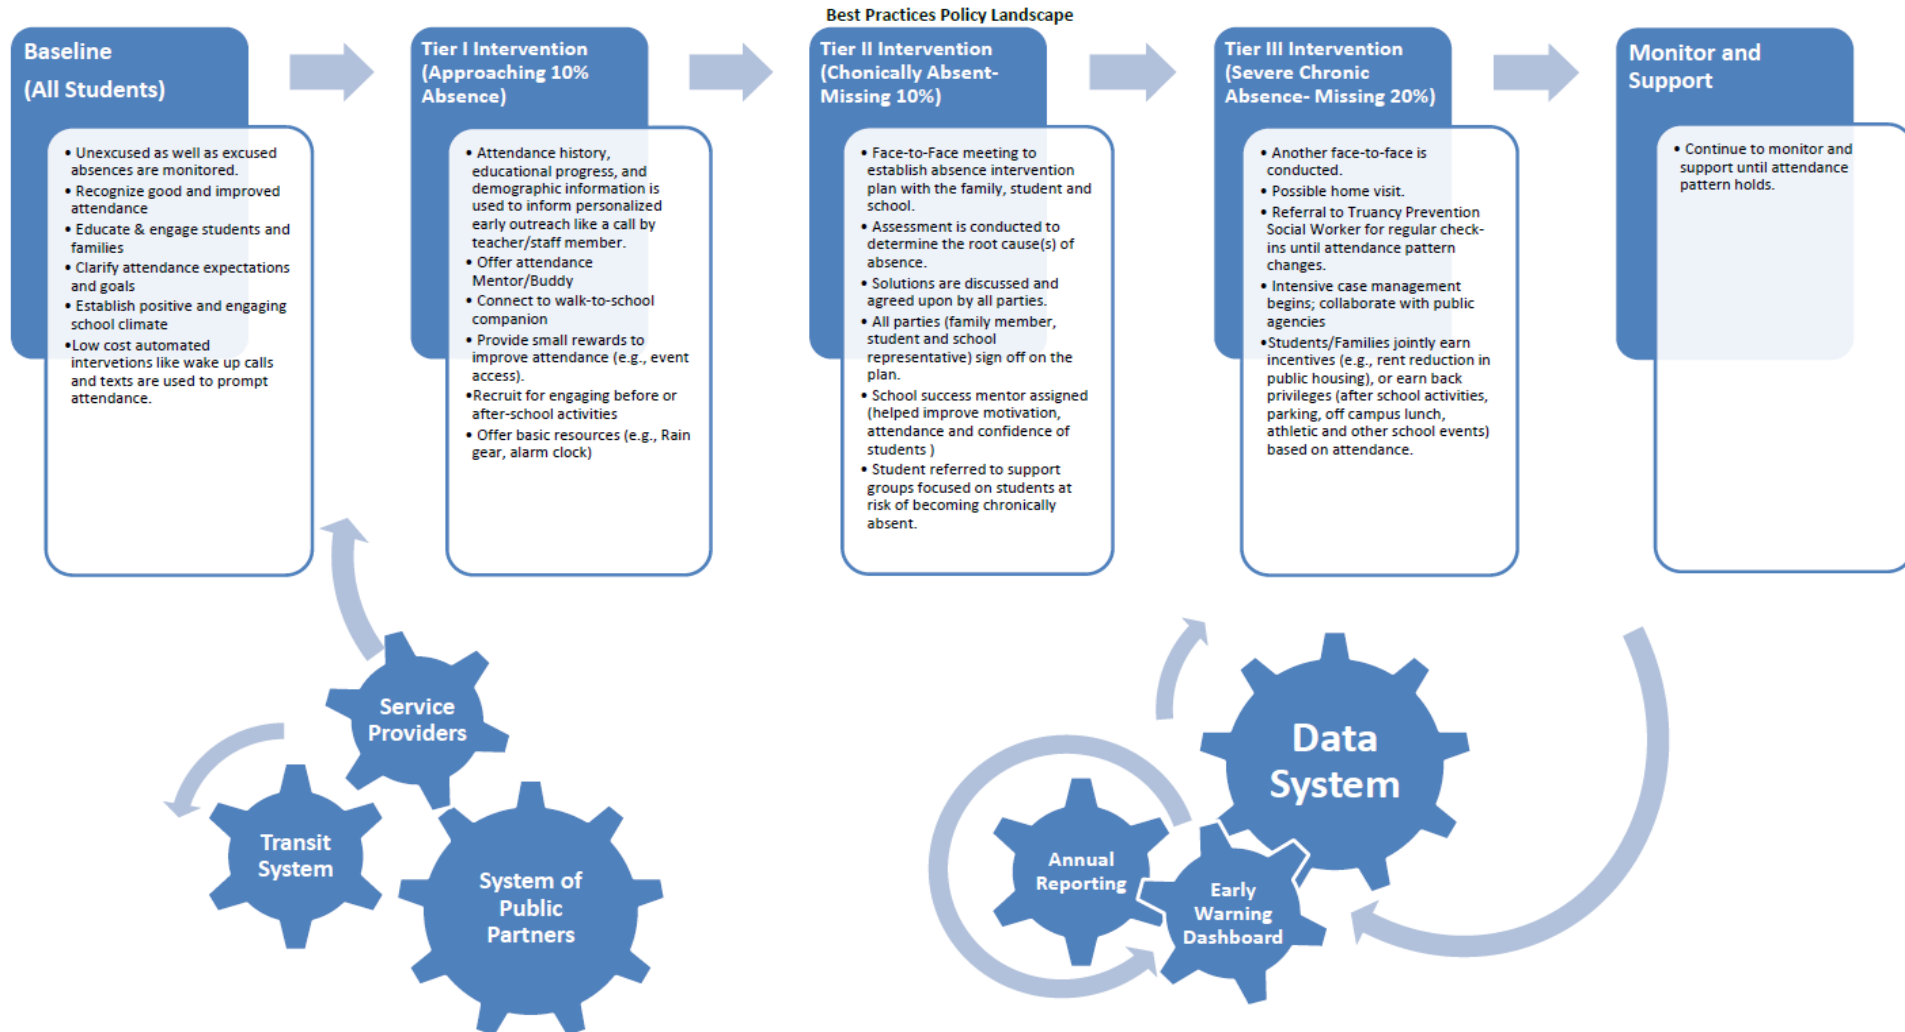 Best Practices Policy Landscape
Baseline
(All Students)
• Unexcused as well as excused
absences are monitored.
• Recognize good and improved
attendance
• Educate & engage students and
families
• Clarify attendance expectations
and goals
• Establish positive and engaging
school climate
•Low cost automated
intervetions like wake up calls
and texts are used to prompt
attendance.
Tier I Intervention
(Approaching 10%
Absence)
• Attendance history,
educational progress, and
demographic information is
used to inform personalized
early outreach like a call by
teacher/staff member.
• Offer attendance
Mentor/Buddy
• Connect to walk-to-school
companion
• Provide small rewards to
improve attendance (e.g., event
access).
•Recruit for engaging before or
after-school activities
• Offer basic resources (e.g., Rain
gear, alarm clock)
Tier II Intervention
(Chonically Absent-
Missing 10%)
• Face-to-Face meeting to
establish absence intervention
plan with the family, student and
school.
• Assessment is conducted to
determine the root cause(s) of
absence.
• Solutions are discussed and
agreed upon by all parties.
• All parties (family member,
student and school
representative) sign off on the
plan.
• School success mentor assigned
(helped improve motivation,
attendance and confidence of
students )
• Student referred to support
groups focused on students at
risk of becoming chronically
absent.
Tier III Intervention
(Severe Chronic
Absence- Missing 20%)
• Another face-to-face is
conducted.
• Possible home visit.
• Referral to Truancy Prevention
Social Worker for regular check-
ins until attendance pattern
changes.
• Intensive case management
begins; collaborate with public
agencies
•Students/Families jointly earn
incentives (e.g., rent reduction in
public housing), or earn back
privileges (after school activities,
parking, off campus lunch,
athletic and other school events)
based on attendance.
Monitor and
Support
• Continue to monitor and
support until attendance
pattern holds.
Service
Providers
Transit
System
System of
Public
Partners
Data
System
Annual
Reporting
Early
Warning
Dashboard